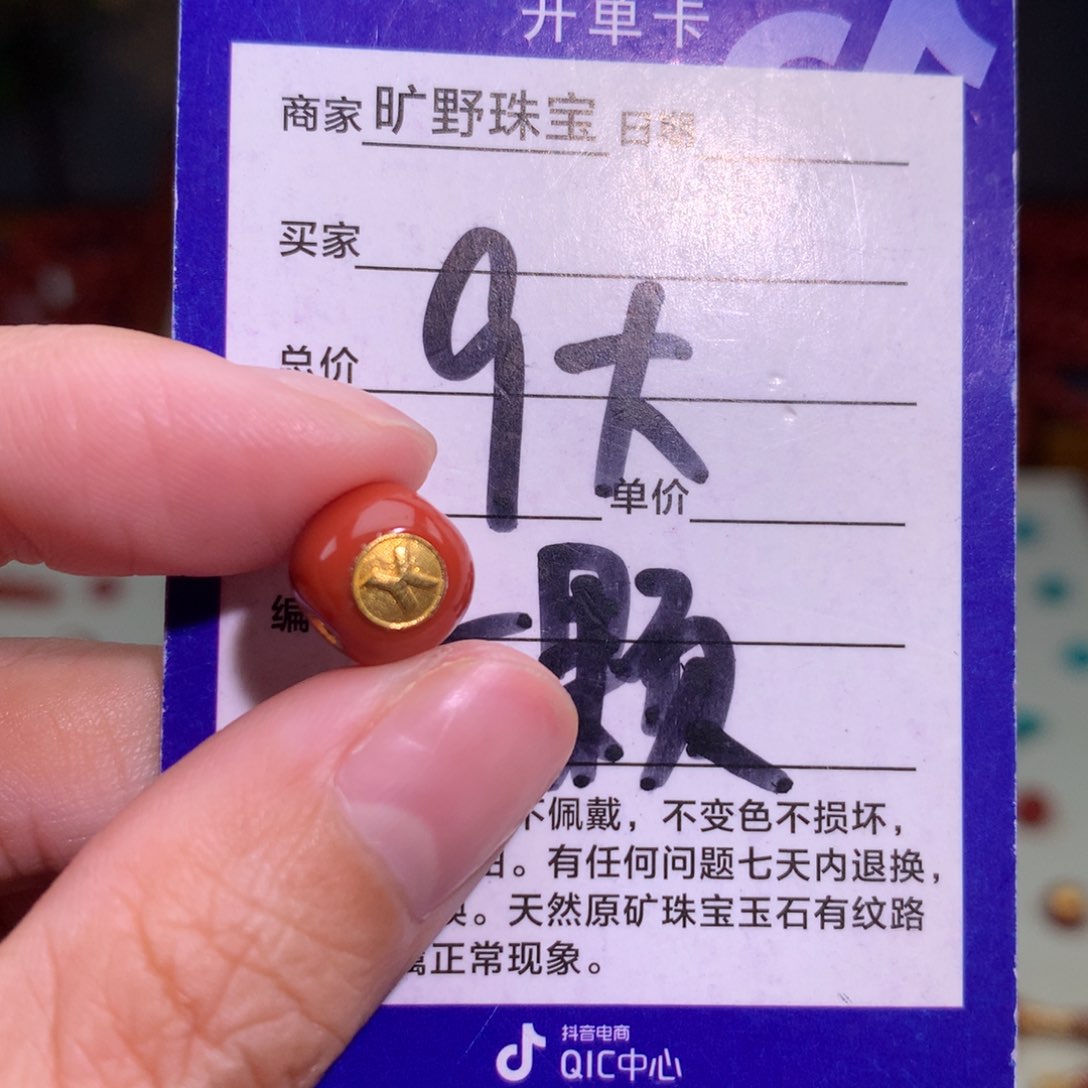 开单卡
商家 旷野珠宝 日期
买家
9大
总价
单价
编
颗
不佩戴，不变色不损坏，
。有任何问题七天内退换，
。天然原矿珠宝玉石有纹路
属正常现象。
抖音电商
QIC中心